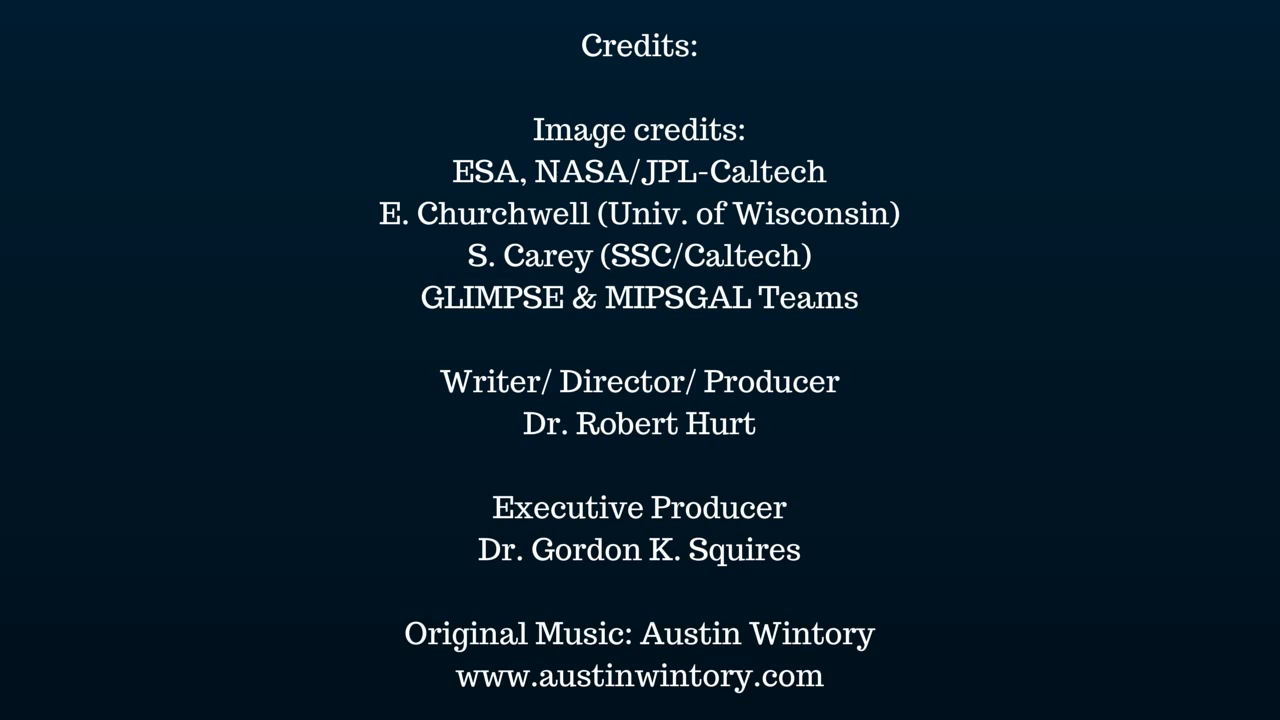 Credits:
Image credits:
ESA, NASA/JPL-Caltech
E. Churchwell (Univ. of Wisconsin)
S. Carey (SSC/Caltech)
GLIMPSE & MIPSGAL Teams
Writer/ Director/ Producer
Dr. Robert Hurt
Executive Producer
Dr. Gordon K. Squires
Original Music: Austin Wintory
www.austinwintory.com